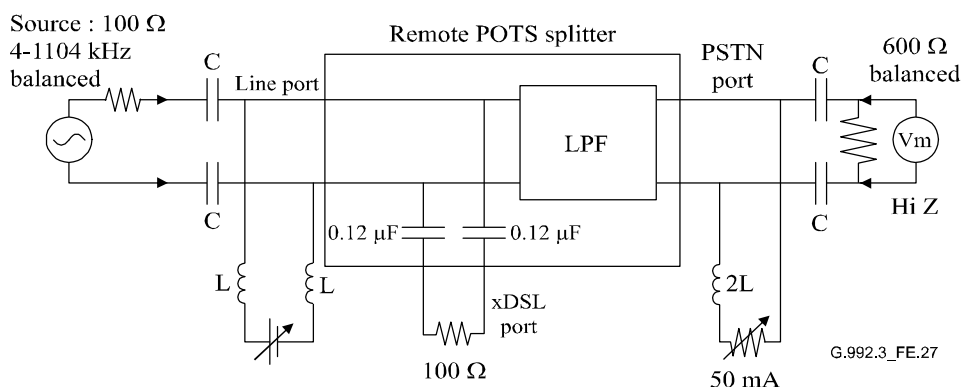 Source : 100 Ω
4-1104 kHz
balanced
C
Line port
Remote POTS splitter
PSTN
port
C
600 Ω
balanced
LPF
Vm
C
C
Hi Z
0.12 µF
0.12 µF
L
L
2L
xDSL
port
100 Ω
50 mA
G.992.3_FE.27